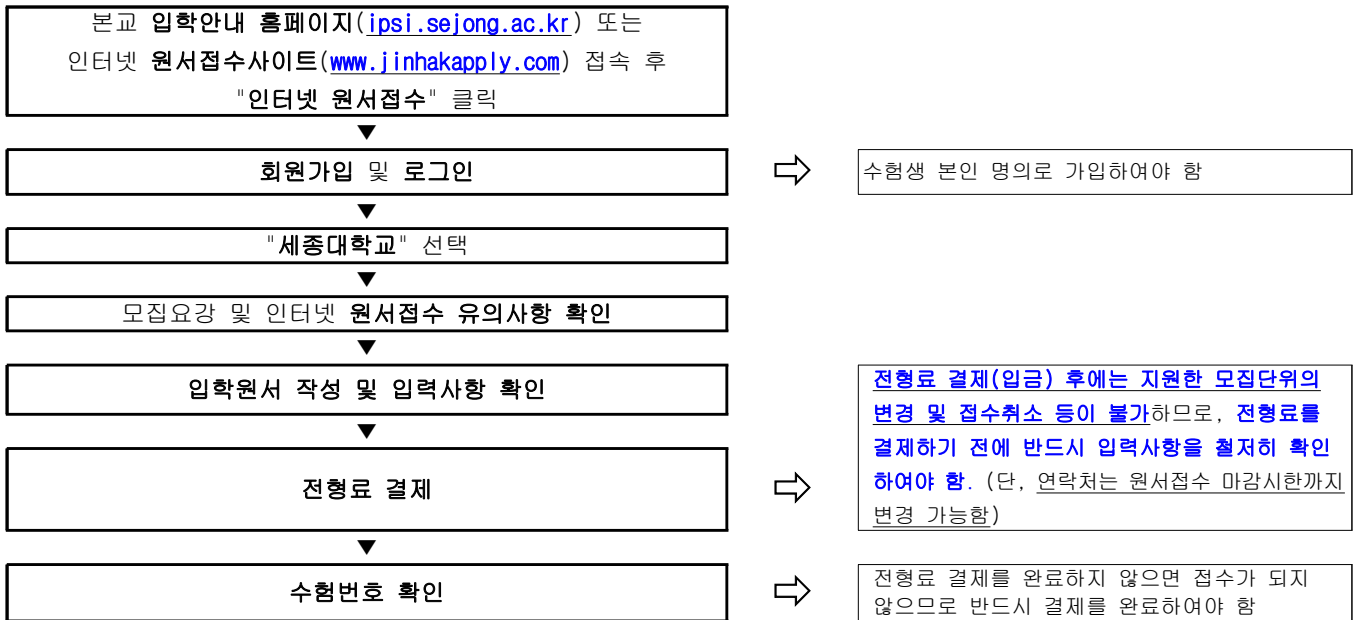 본교 입학안내 홈페이지(ipsi.sejong.ac.kr) 또는
인터넷 원서접수사이트(www.jinhakapply.com) 접속 후
"인터넷 원서접수" 클릭
▼
회원가입 및 로그인
⇨
수험생 본인 명의로 가입하여야 함
▼
"세종대학교" 선택
▼
모집요강 및 인터넷 원서접수 유의사항 확인
▼
입학원서 작성 및 입력사항 확인
▼
전형료 결제
⇨
전형료 결제(입금) 후에는 지원한 모집단위의
변경 및 접수취소 등이 불가하므로, 전형료를
결제하기 전에 반드시 입력사항을 철저히 확인
하여야 함. (단, 연락처는 원서접수 마감시한까지
변경 가능함)
▼
수험번호 확인
⇨
전형료 결제를 완료하지 않으면 접수가 되지
않으므로 반드시 결제를 완료하여야 함